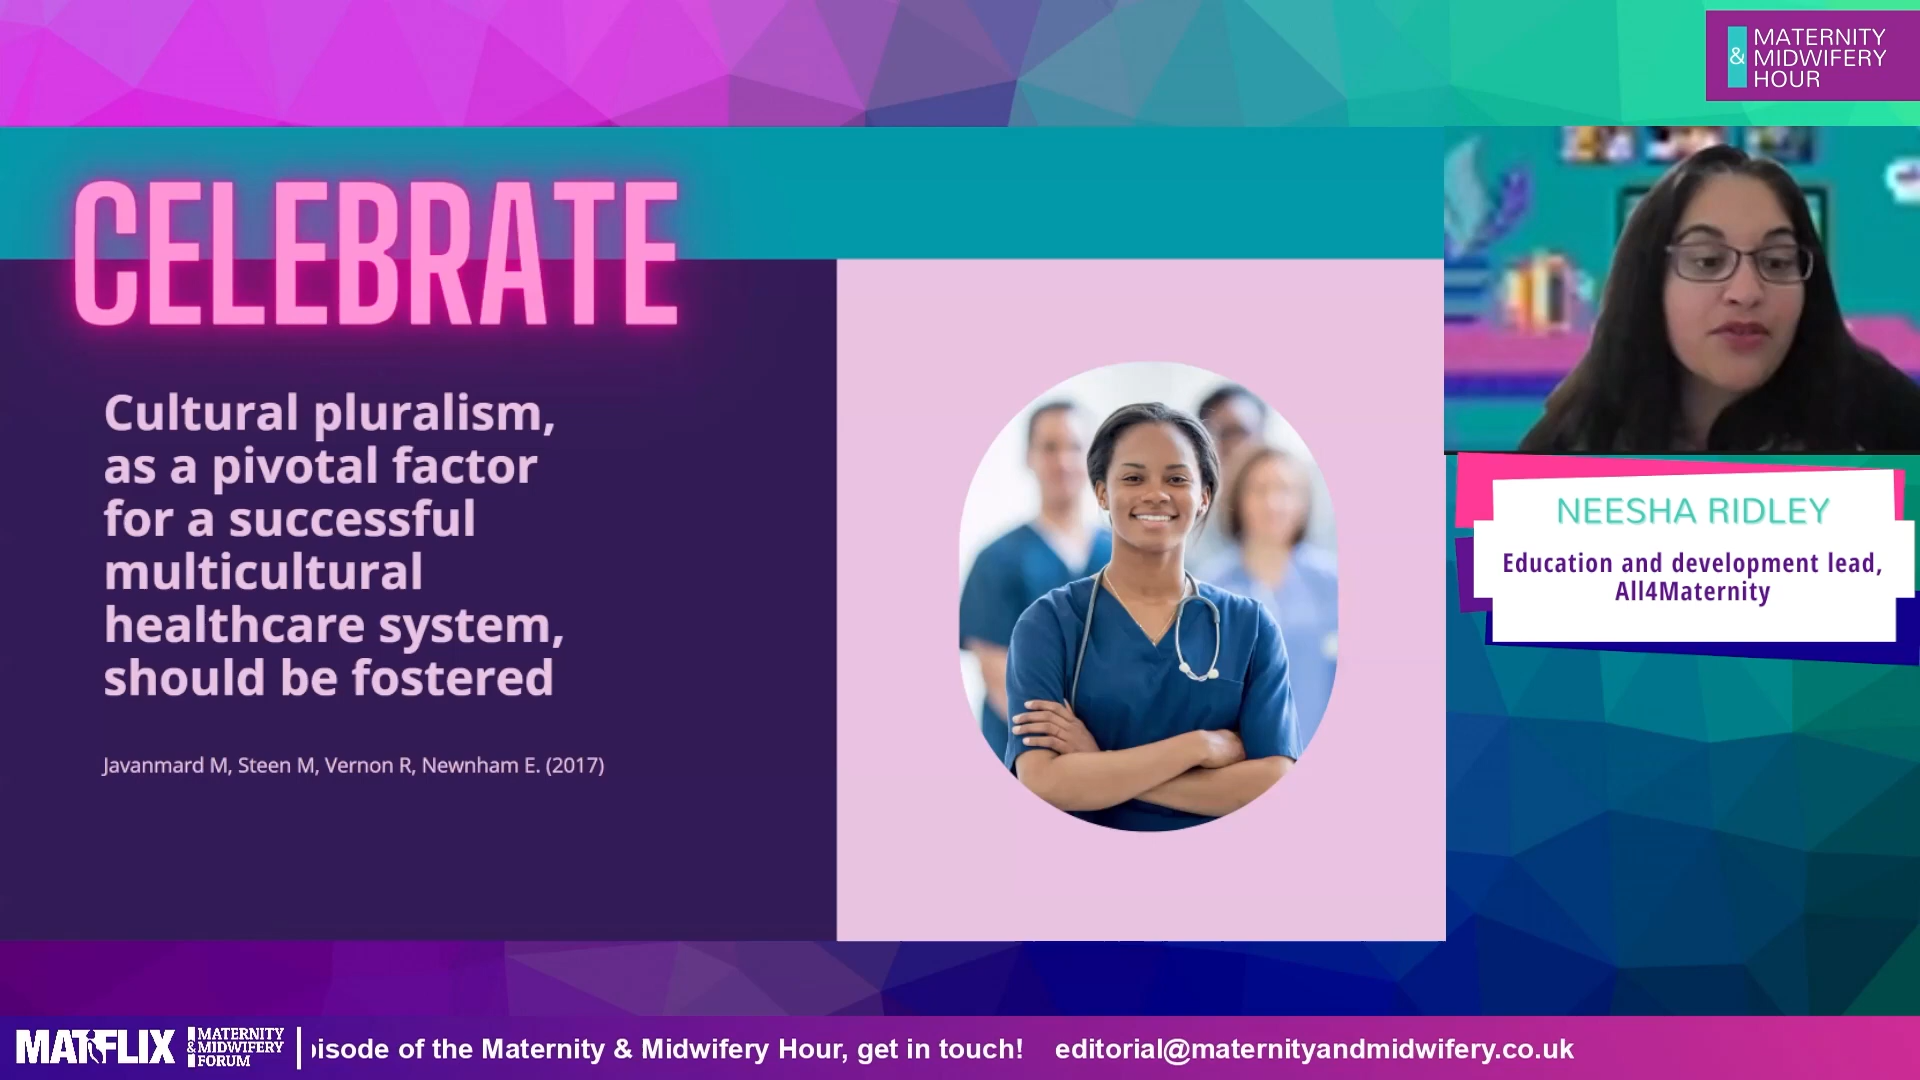 & MATERNITY
MIDWIFERY
HOUR
CELEBRATE
Cultural pluralism,
as a pivotal factor
for a successful
multicultural
healthcare system,
should be fostered
Javanmard M, Steen M, Vernon R, Newnham E. (2017)
NEESHA RIDLEY
Education and development lead,
All4Maternity
MATFLIX
MATERNITY
& MIDWIFERY
FORUM
isode of the Maternity & Midwifery Hour, get in touch! editorial@maternityandmidwifery.co.uk